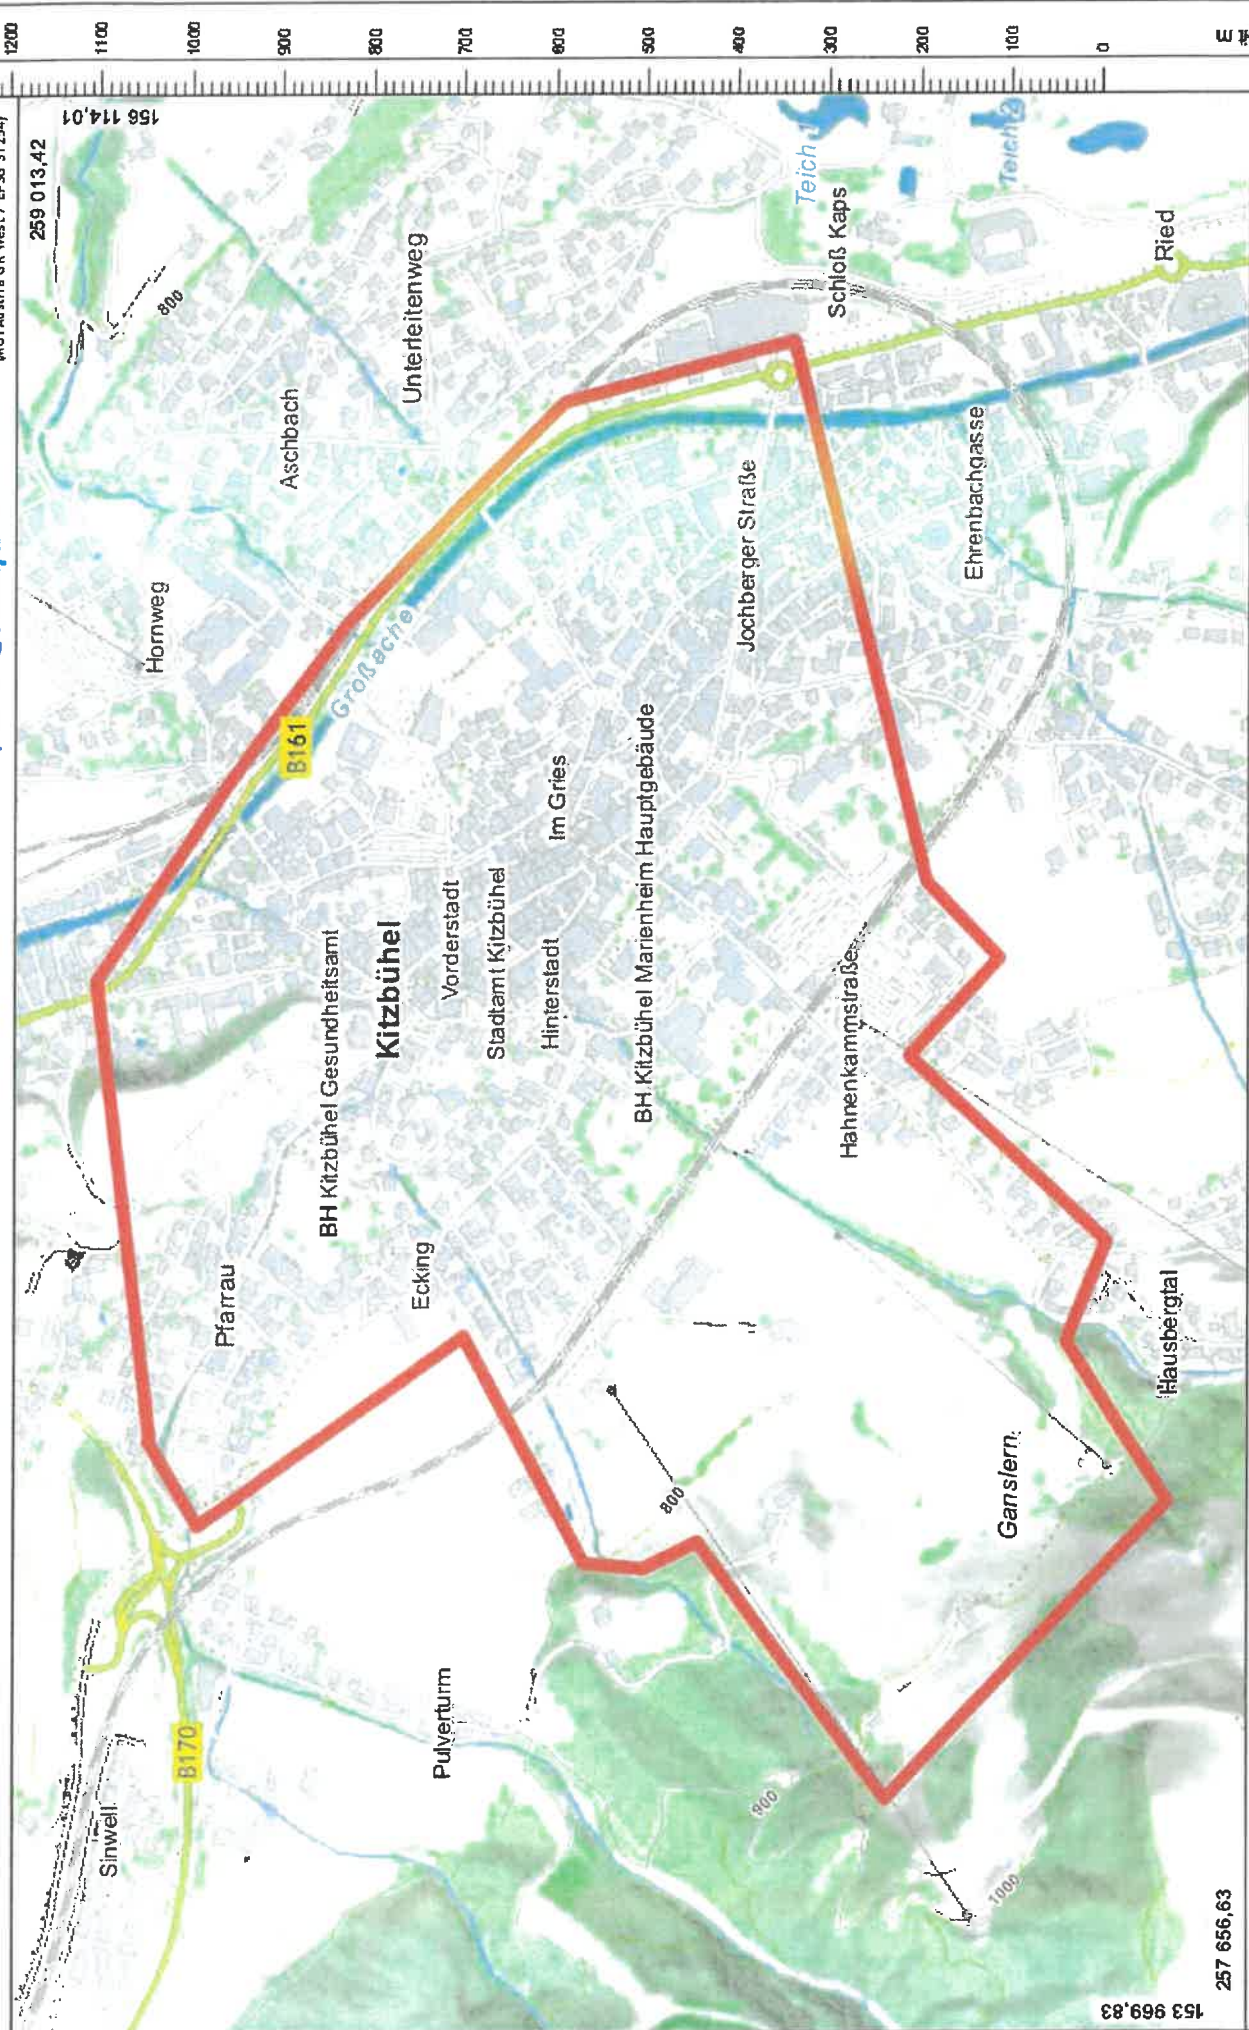 259 013,42
156 114,01
800
Sinwell
B170
Hornweg
Aschbach
Unterleitenweg
Pfarrau
B161
Großache
BH Kitzbühel Gesundheitsamt
Kitzbühel
Ecking
Pulverturm
Vorderstadt
Stadtamt Kitzbühel
Hinterstadt
Im Gries
BH Kitzbühel Marienheim Hauptgebäude
800
Jochberger Straße
Teich 1
Schloß Kaps
Hahnenkammstraße
900
Ehrenbachgasse
Teich 2
Ganslern
1000
Ried
Hausbergtal
153 969,83
257 656,63
1200
1100
1000
900
800
700
600
500
400
300
200
100
0
m